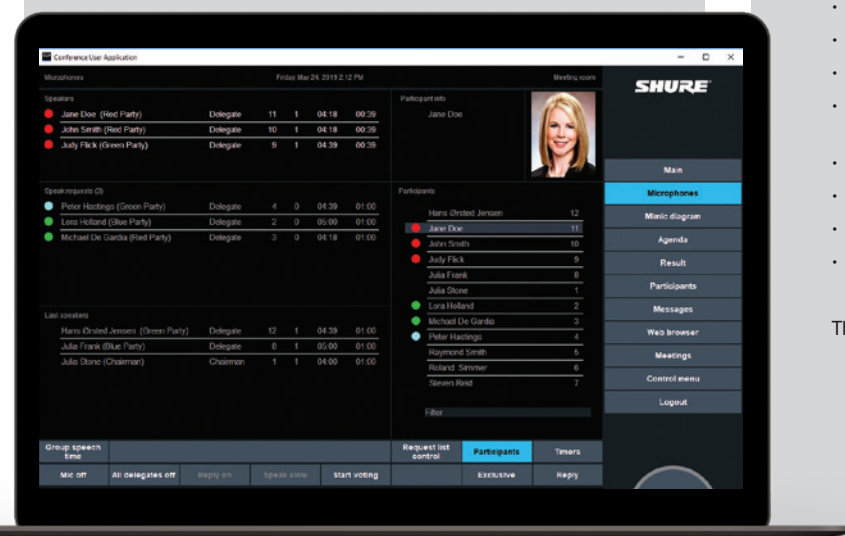 Conference User Application
Microphones Friday May 24, 2019 2:12 PM Meeting room
SHURE
Speakers
Jane Doe (Red Party) Delegate 11 1 04:18 00:39
John Smith (Red Party) Delegate 10 1 04:18 00:39
Judy Flick (Green Party) Delegate 9 1 04:39 00:39
Participant info
Jane Doe
Speak requests (3)
Peter Hastings (Green Party) Delegate 4 0 04:39 01:00
Lora Holland (Blue Party) Delegate 2 0 05:00 01:00
Michael De Gardia (Red Party) Delegate 3 0 04:18 01:00
Last speakers
Hans Ørsted Jensen (Green Party) Delegate 12 1 04:39 01:00
Julia Frank (Blue Party) Delegate 8 1 05:00 01:00
Julia Stone (Chairman) Chairman 1 1 04:00 01:00
Participants
Hans Ørsted Jensen 12
Jane Doe 11
John Smith 10
Judy Flick 9
Julia Frank 8
Julia Stone 1
Lora Holland 2
Michael De Gardia 3
Peter Hastings 4
Raymond Smith 5
Roland Simmer 6
Steven Reid 7
Filter
Main
Microphones
Mimic diagram
Agenda
Result
Participants
Messages
Web browser
Meetings
Control menu
Logout
Group speech time
Request list control Participants Timers
Mic off All delegates off Reply on Speak slow Start voting Exclusive Reply